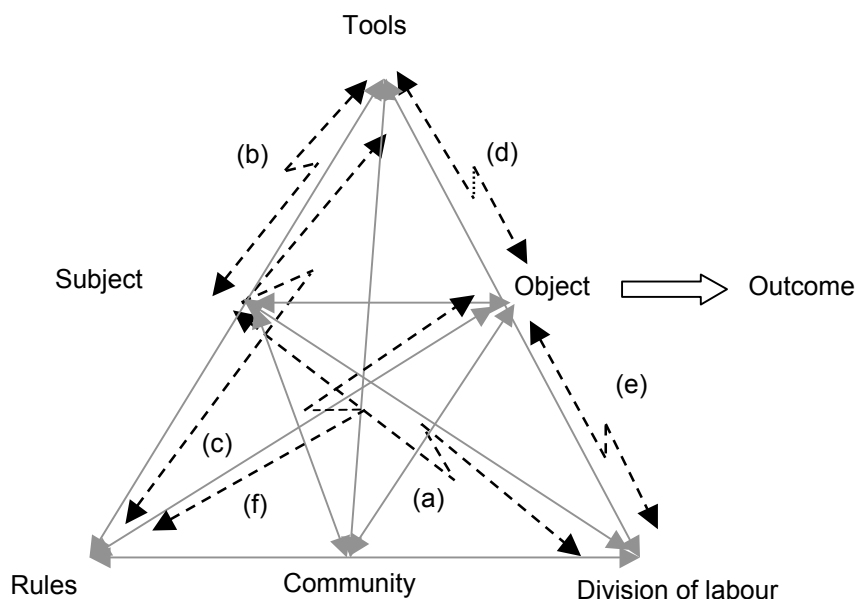 Tools
(b)
(d)
Subject
Object
Outcome
(e)
(c)
(f)
(a)
Rules
Community
Division of labour